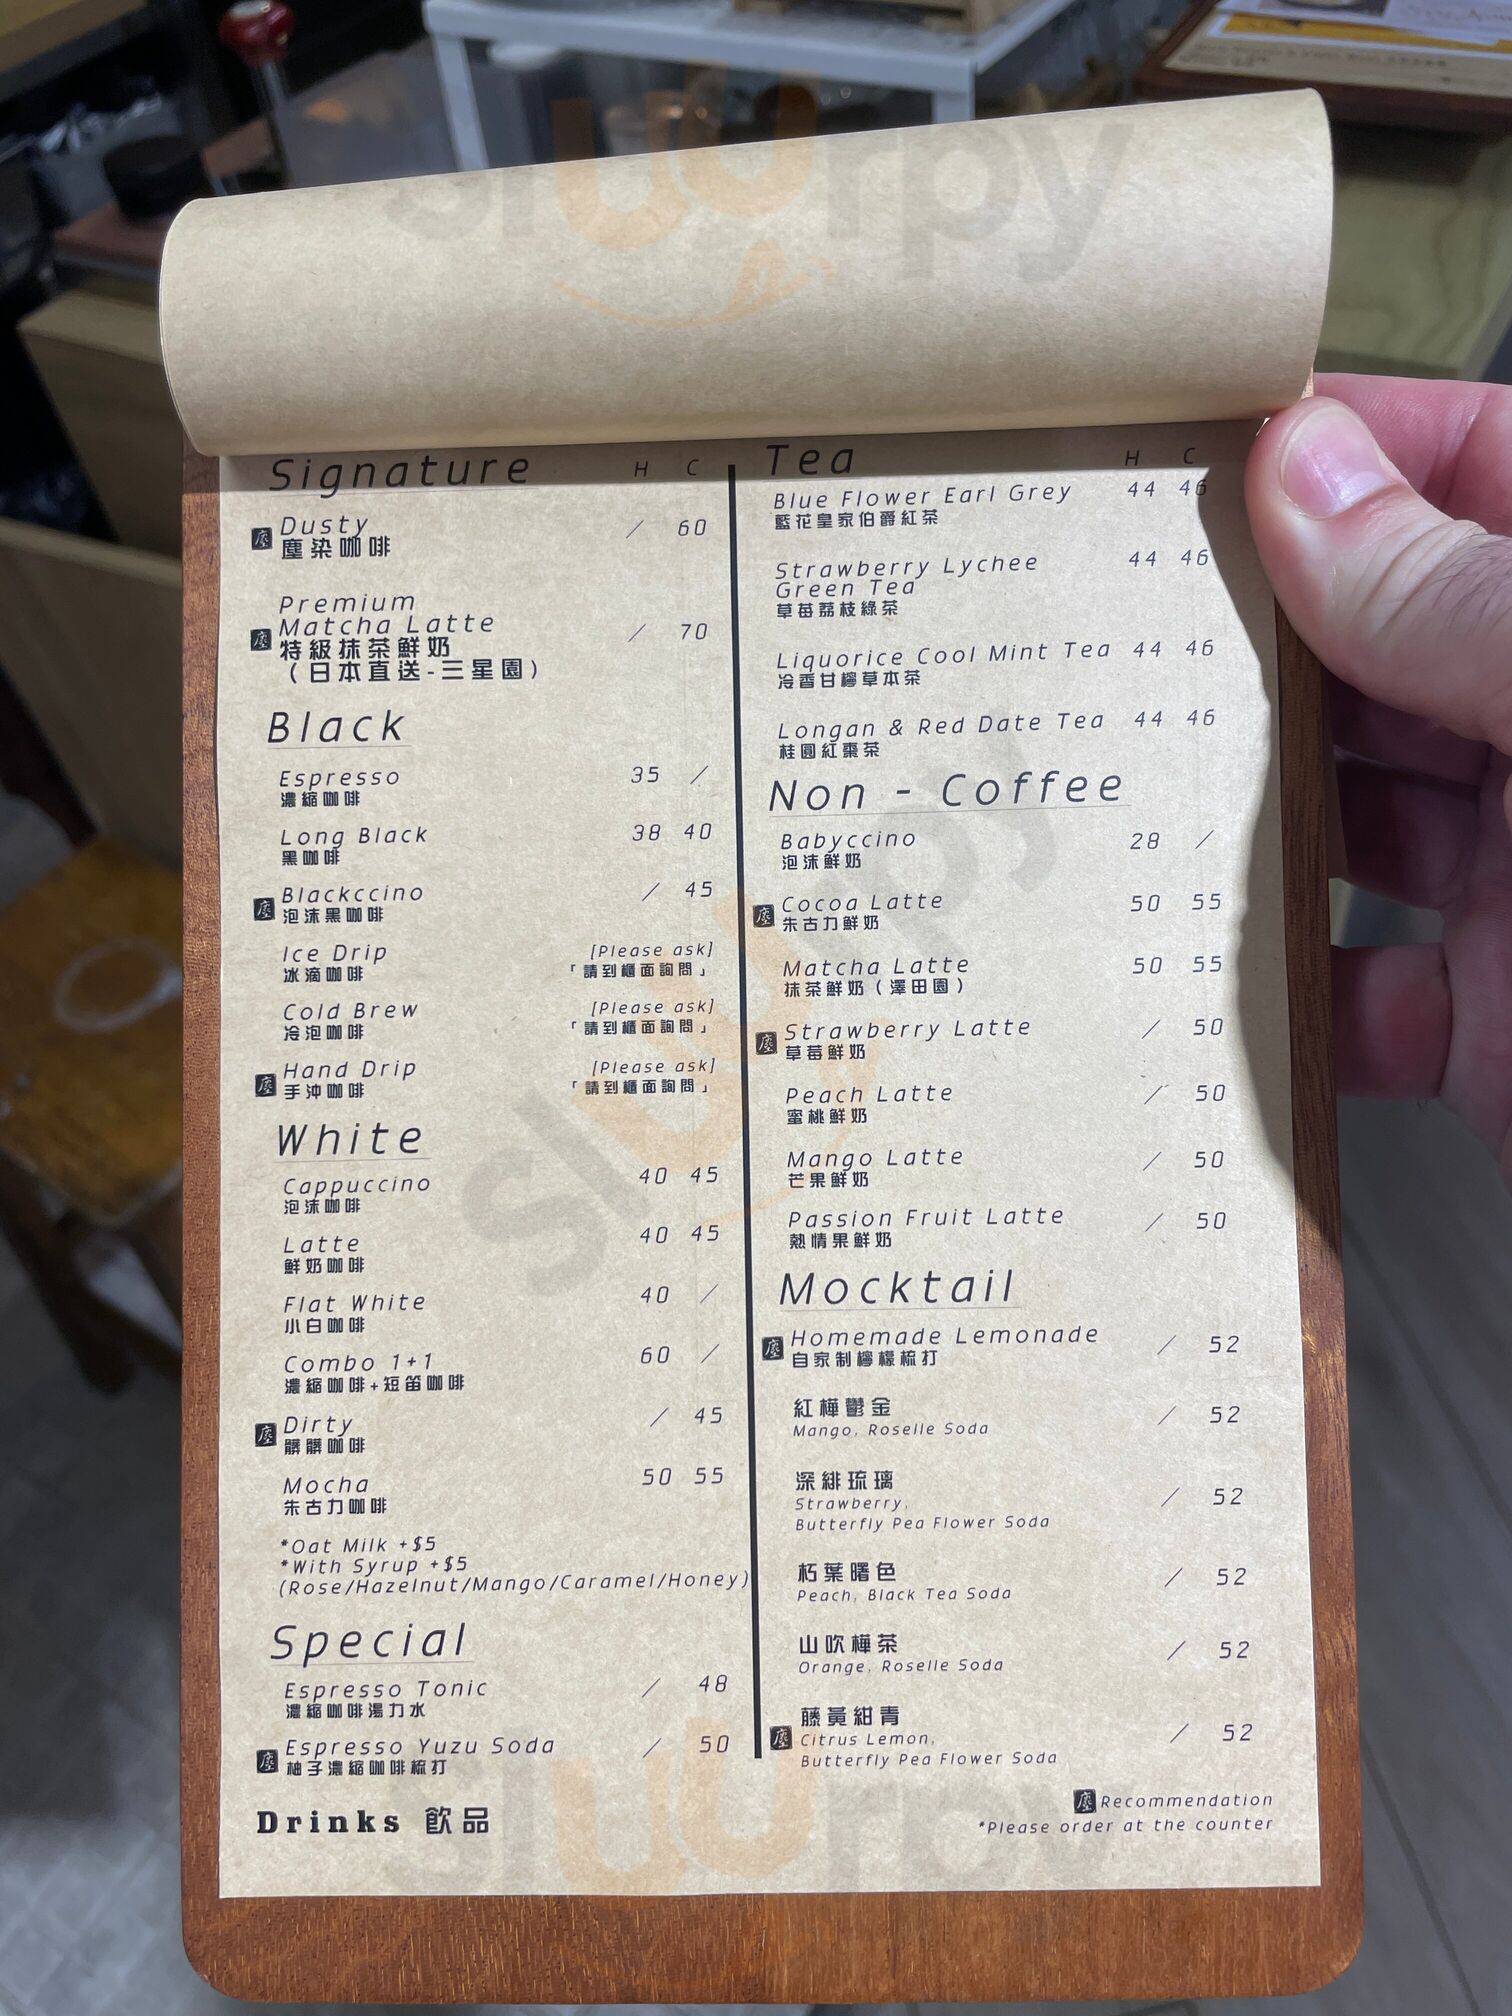 Signature H C
塵 Dusty / 60
塵染咖啡
Premium
塵 Matcha Latte / 70
特級抹茶鮮奶
(日本直送-三星園)
Black
Espresso 35 /
濃縮咖啡
Long Black 38 40
黑咖啡
塵 Blackccino / 45
泡沫黑咖啡
Ice Drip [Please ask]
冰滴咖啡 「請到櫃面詢問」
Cold Brew [Please ask]
冷泡咖啡 「請到櫃面詢問」
塵 Hand Drip [Please ask]
手沖咖啡 「請到櫃面詢問」
White
Cappuccino 40 45
泡沫咖啡
Latte 40 45
鮮奶咖啡
Flat White 40 /
小白咖啡
Combo 1+1 60 /
濃縮咖啡+短笛咖啡
塵 Dirty / 45
髒髒咖啡
Mocha 50 55
朱古力咖啡
*Oat Milk +$5
*With Syrup +$5
(Rose/Hazelnut/Mango/Caramel/Honey)
Special
Espresso Tonic / 48
濃縮咖啡湯力水
塵 Espresso Yuzu Soda / 50
柚子濃縮咖啡梳打
Drinks 飲品
Tea H C
Blue Flower Earl Grey 44 46
藍花皇家伯爵紅茶
Strawberry Lychee 44 46
Green Tea
草莓荔枝綠茶
Liquorice Cool Mint Tea 44 46
冷香甘檸草本茶
Longan & Red Date Tea 44 46
桂圓紅棗茶
Non - Coffee
Babyccino 28 /
泡沫鮮奶
塵 Cocoa Latte 50 55
朱古力鮮奶
Matcha Latte 50 55
抹茶鮮奶(澤田園)
塵 Strawberry Latte / 50
草莓鮮奶
Peach Latte / 50
蜜桃鮮奶
Mango Latte / 50
芒果鮮奶
Passion Fruit Latte / 50
熱情果鮮奶
Mocktail
塵 Homemade Lemonade / 52
自家制檸檬梳打
紅樺鬱金 / 52
Mango, Roselle Soda
深緋琉璃
Strawberry, / 52
Butterfly Pea Flower Soda
朽葉曙色 / 52
Peach, Black Tea Soda
山吹樺茶 / 52
Orange, Roselle Soda
藤黃紺青
塵 Citrus Lemon, / 52
Butterfly Pea Flower Soda
塵 Recommendation
*Please order at the counter
slurpy
slurpy
slurpy